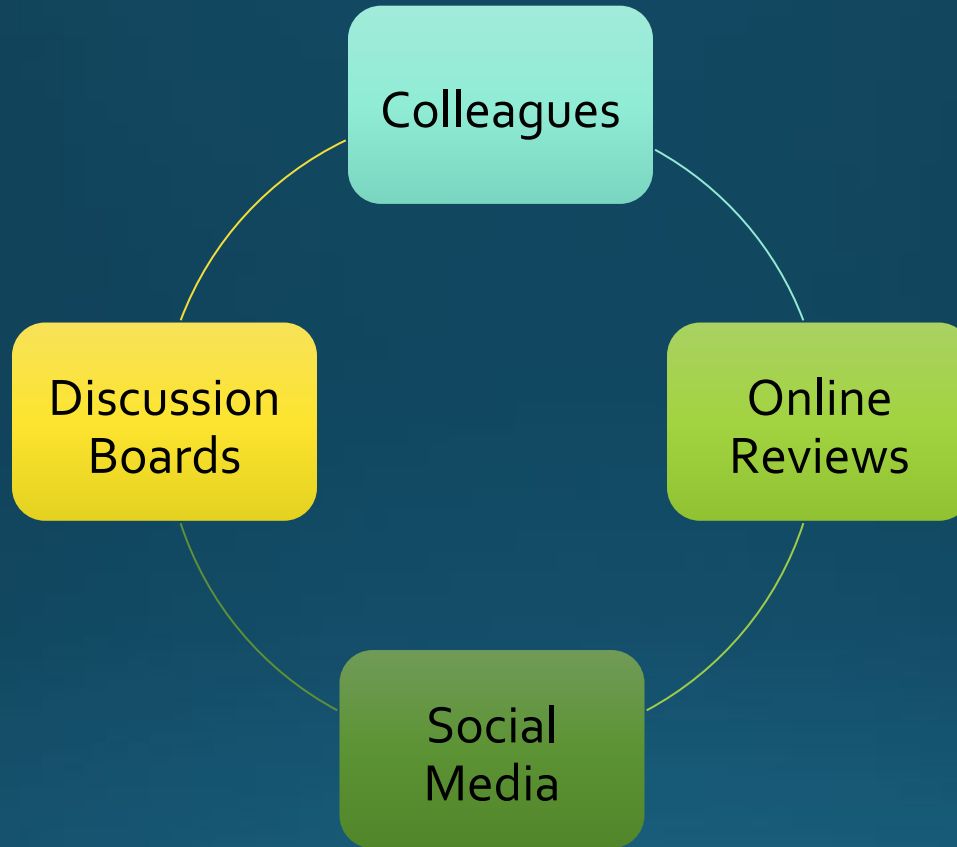 Colleagues
Discussion
Boards
Online
Reviews
Social
Media